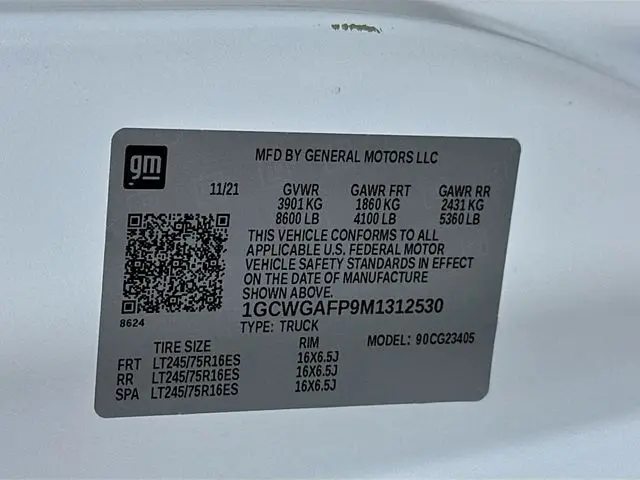 gm
MFD BY GENERAL MOTORS LLC
11/21 GVWR GAWR FRT GAWR RR
3901 KG 1860 KG 2431 KG
8600 LB 4100 LB 5360 LB
THIS VEHICLE CONFORMS TO ALL
APPLICABLE U.S. FEDERAL MOTOR
VEHICLE SAFETY STANDARDS IN EFFECT
ON THE DATE OF MANUFACTURE
SHOWN ABOVE.
1GCWGAFP9M1312530
8624
TYPE: TRUCK
TIRE SIZE RIM MODEL: 90CG23405
FRT LT245/75R16ES 16X6.5J
RR LT245/75R16ES 16X6.5J
SPA LT245/75R16ES 16X6.5J